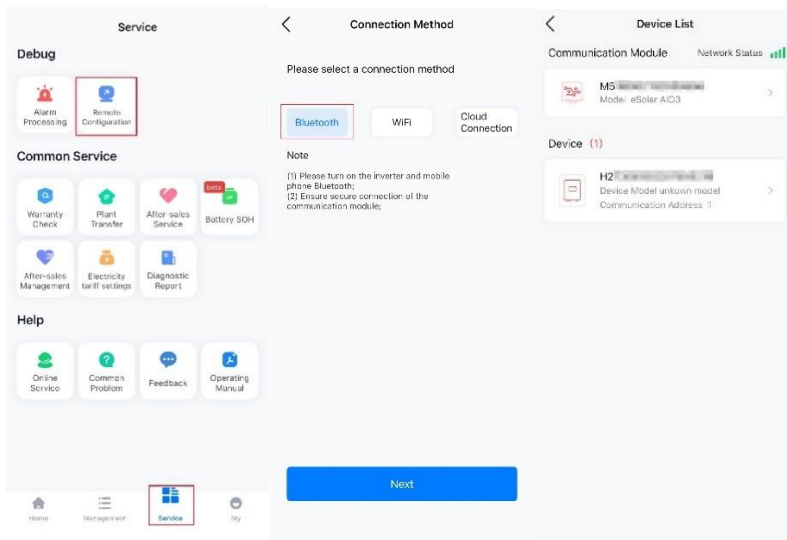 Service
Debug
Alarm
Processing
Remote
Configuration
Common Service
Warranty
Check
Plant
Transfer
After-sales
Service
beta
Battery SOH
After-sales
Management
Electricity
tariff settings
Diagnostic
Report
Help
Online
Service
Common
Problem
Feedback
Operating
Manual
Home
Management
Service
My
Connection Method
Please select a connection method
Bluetooth
WiFi
Cloud
Connection
Note
(1) Please turn on the inverter and mobile
phone Bluetooth;
(2) Ensure secure connection of the
communication module;
Next
Device List
Communication Module Network Status
M5
Model eSolar AIO3
Device (1)
H2
Device Model unkown model
Communication Address 1